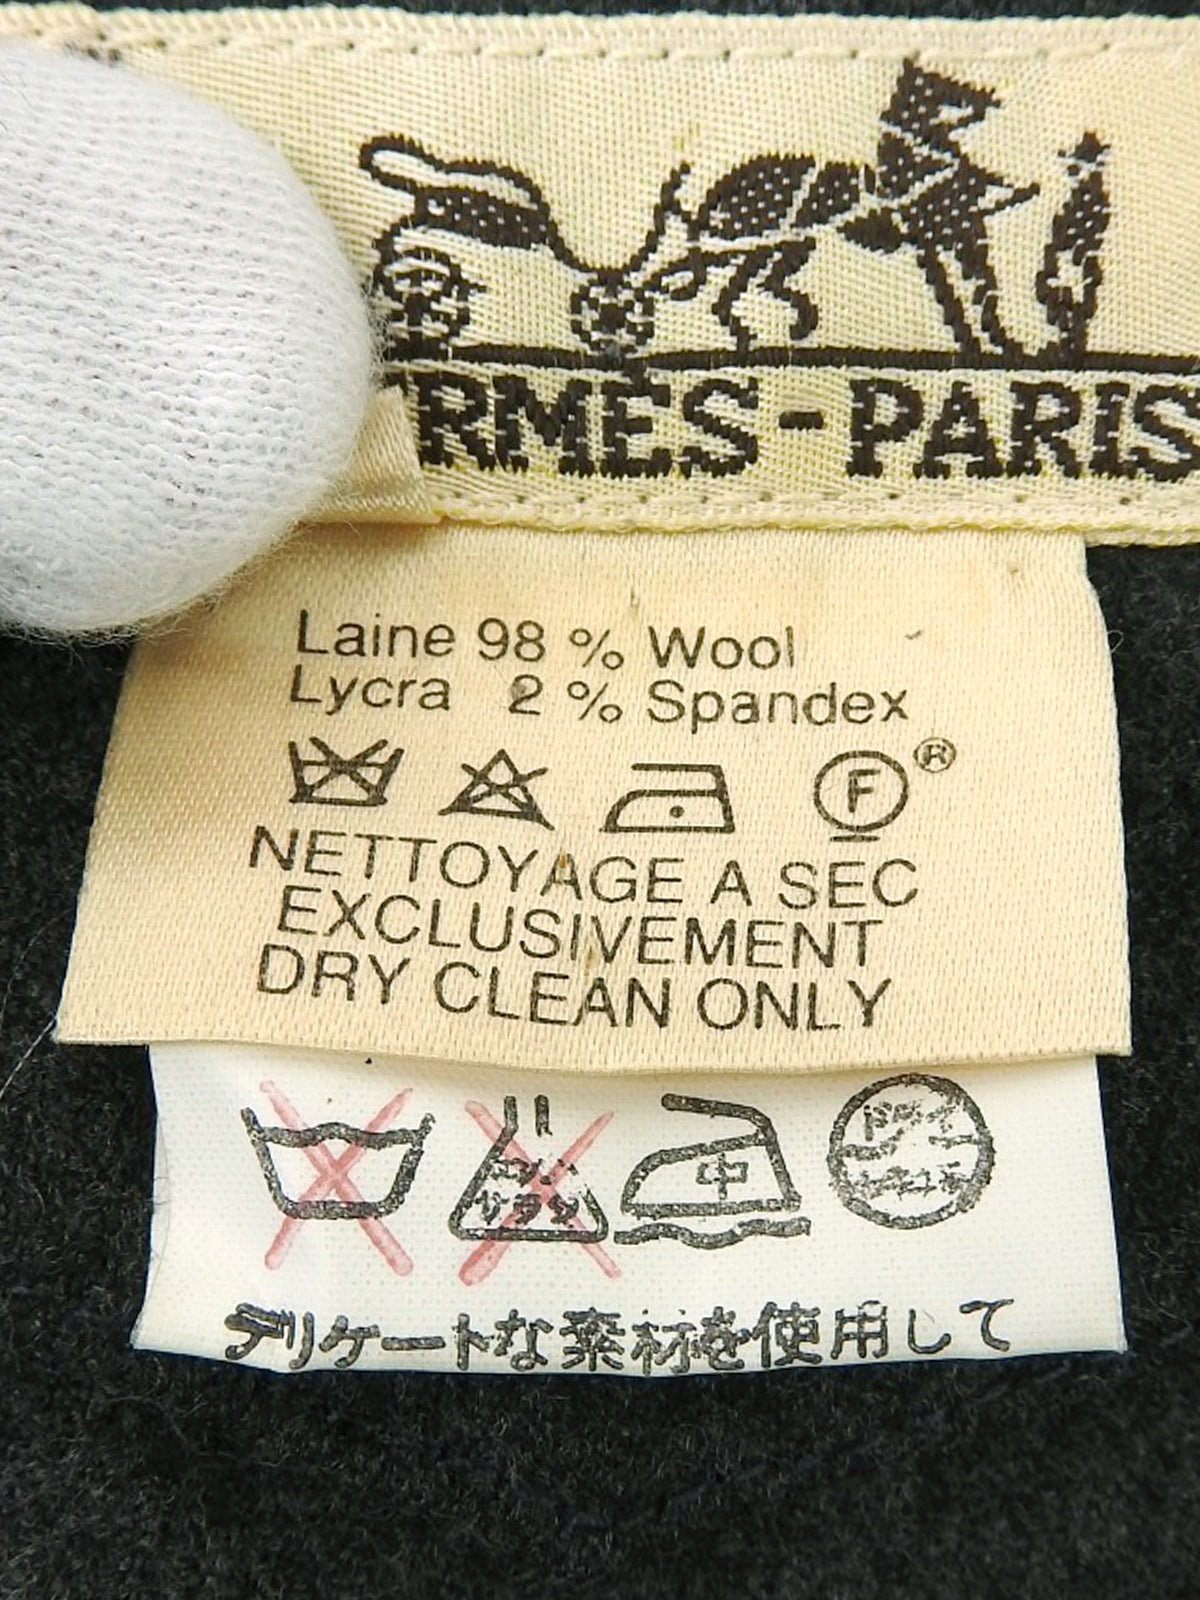 RMES-PARIS
Laine 98 % Wool
Lycra 2 % Spandex
F ®
NETTOYAGE A SEC
EXCLUSIVEMENT
DRY CLEAN ONLY
中
デリケートな素材を使用して